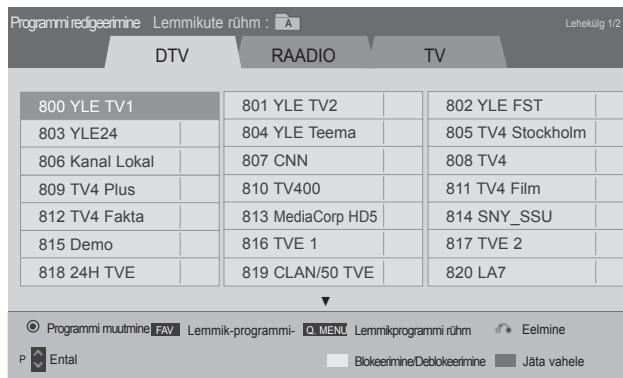 Programmi redigeerimine Lemmikute rühm : A Lehekülg 1/2
DTV RAADIO TV
800 YLE TV1 801 YLE TV2 802 YLE FST
803 YLE24 804 YLE Teema 805 TV4 Stockholm
806 Kanal Lokal 807 CNN 808 TV4
809 TV4 Plus 810 TV400 811 TV4 Film
812 TV4 Fakta 813 MediaCorp HD5 814 SNY_SSU
815 Demo 816 TVE 1 817 TVE 2
818 24H TVE 819 CLAN/50 TVE 820 LA7
Programmi muutmine FAV Lemmik-programmi- Q. MENU Lemmikprogrammi rühm Eelmine
P Ental Blokeerimine/Deblokeerimine Jäta vahele